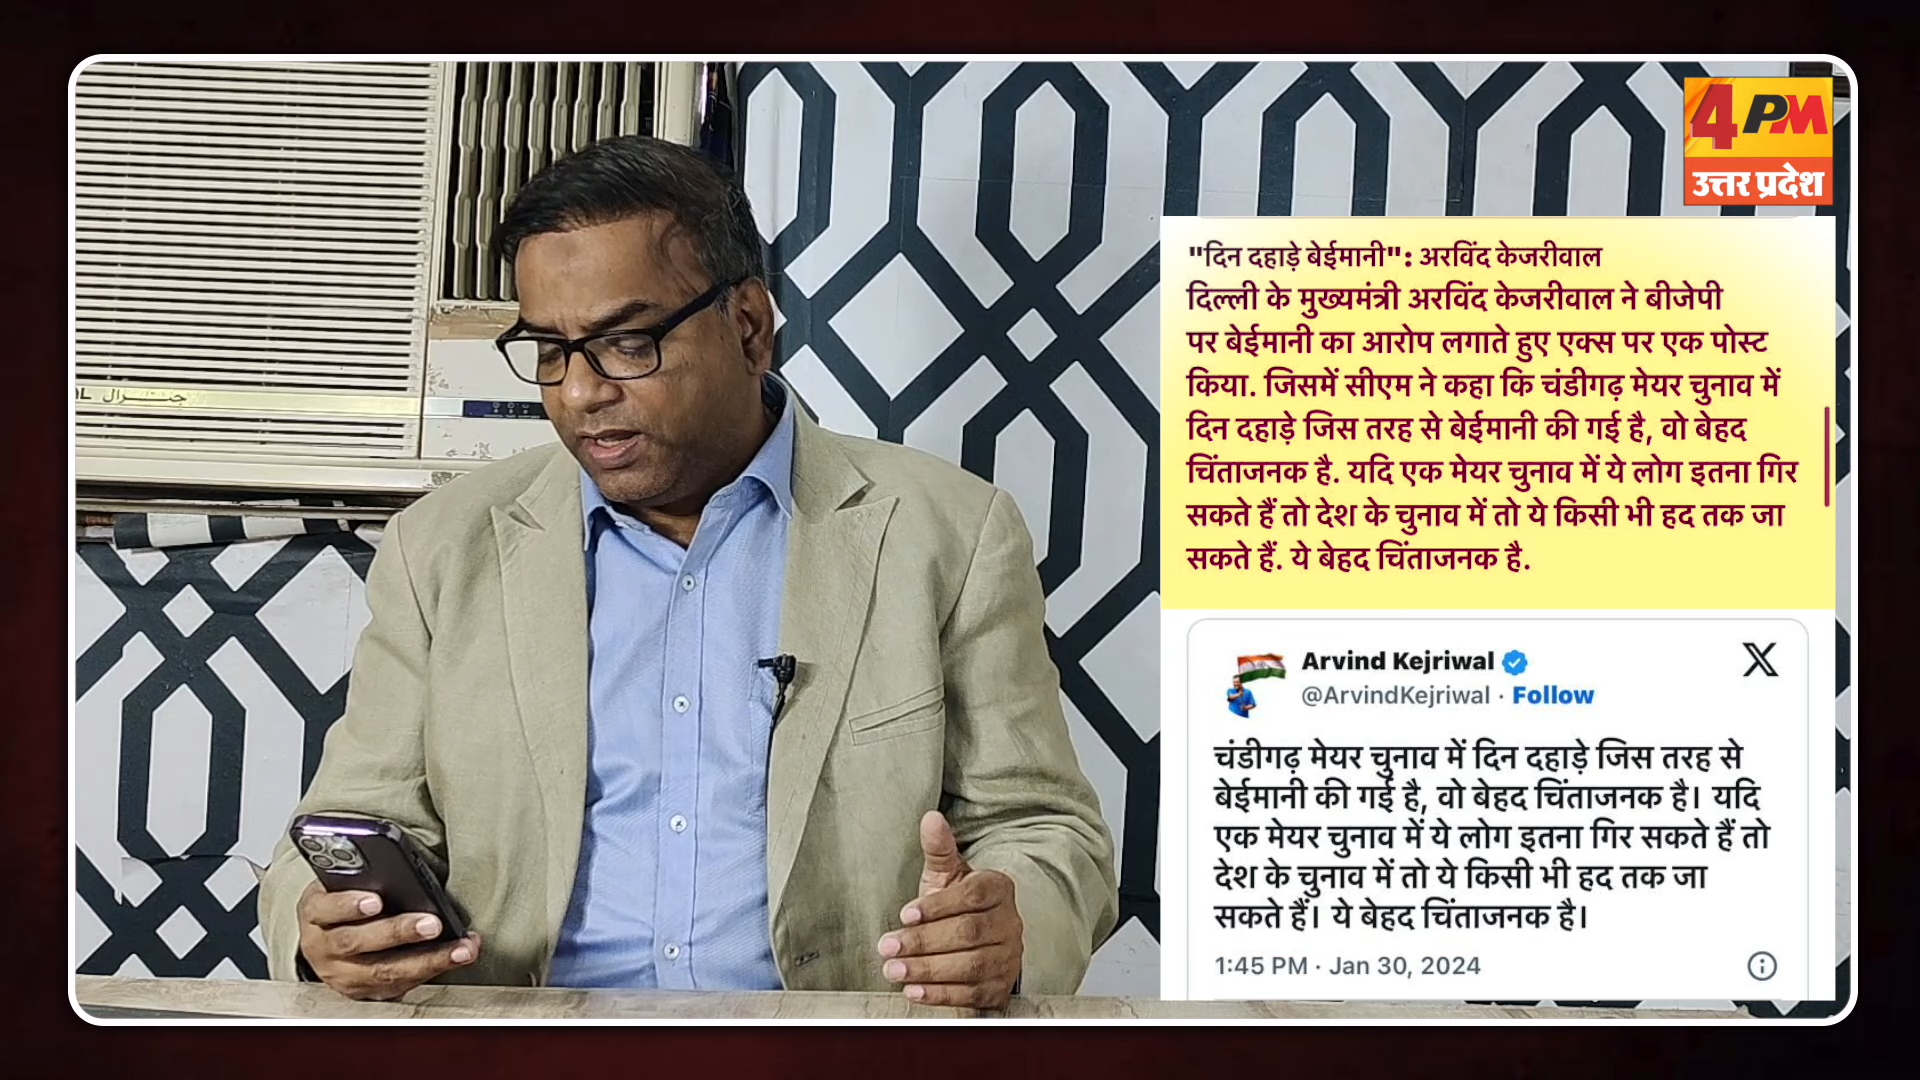 4PM
उत्तर प्रदेश
"दिन दहाड़े बेईमानी": अरविंद केजरीवाल
दिल्ली के मुख्यमंत्री अरविंद केजरीवाल ने बीजेपी
पर बेईमानी का आरोप लगाते हुए एक्स पर एक पोस्ट
किया. जिसमें सीएम ने कहा कि चंडीगढ़ मेयर चुनाव में
दिन दहाड़े जिस तरह से बेईमानी की गई है, वो बेहद
चिंताजनक है. यदि एक मेयर चुनाव में ये लोग इतना गिर
सकते हैं तो देश के चुनाव में तो ये किसी भी हद तक जा
सकते हैं. ये बेहद चिंताजनक है.
Arvind Kejriwal
@ArvindKejriwal · Follow
चंडीगढ़ मेयर चुनाव में दिन दहाड़े जिस तरह से
बेईमानी की गई है, वो बेहद चिंताजनक है। यदि
एक मेयर चुनाव में ये लोग इतना गिर सकते हैं तो
देश के चुनाव में तो ये किसी भी हद तक जा
सकते हैं। ये बेहद चिंताजनक है।
1:45 PM · Jan 30, 2024
جنرال